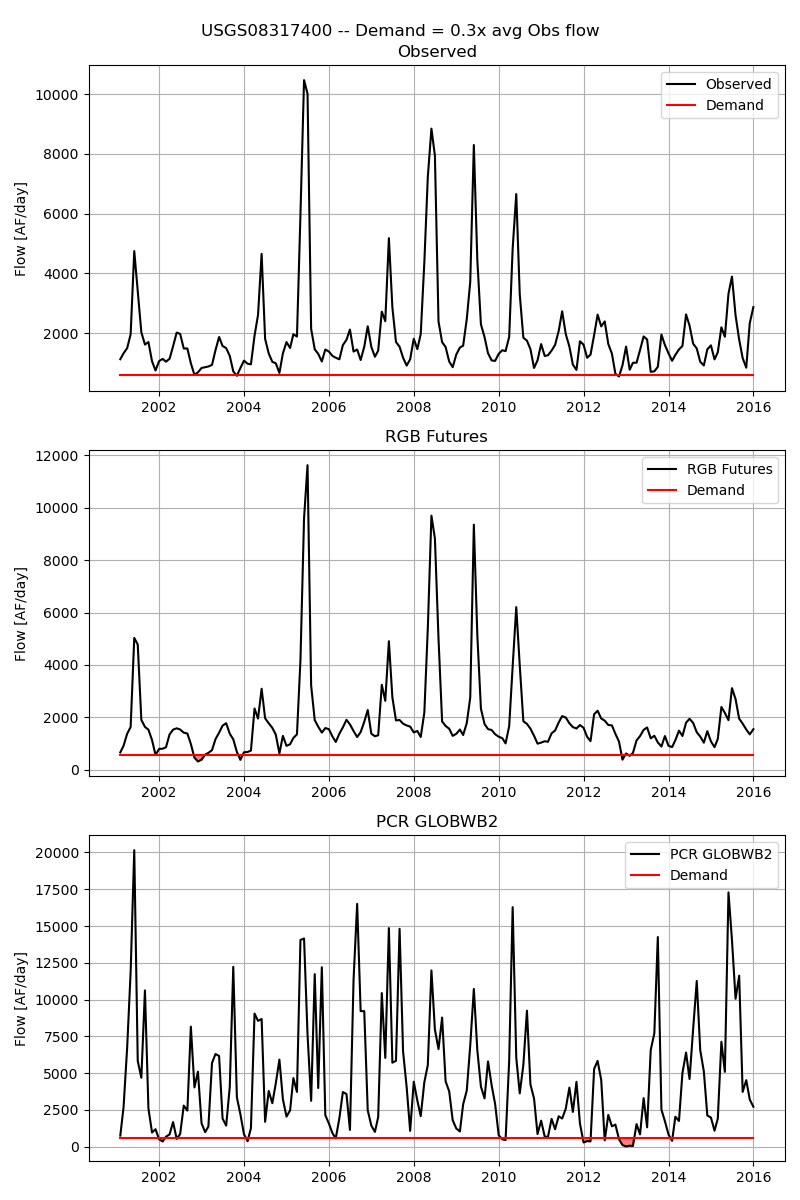 USGS08317400 -- Demand = 0.3x avg Obs flow
Observed
Flow [AF/day]
10000
8000
6000
4000
2000
Observed
Demand
2002 2004 2006 2008 2010 2012 2014 2016
RGB Futures
Flow [AF/day]
12000
10000
8000
6000
4000
2000
0
RGB Futures
Demand
2002 2004 2006 2008 2010 2012 2014 2016
PCR GLOBWB2
Flow [AF/day]
20000
17500
15000
12500
10000
7500
5000
2500
0
PCR GLOBWB2
Demand
2002 2004 2006 2008 2010 2012 2014 2016